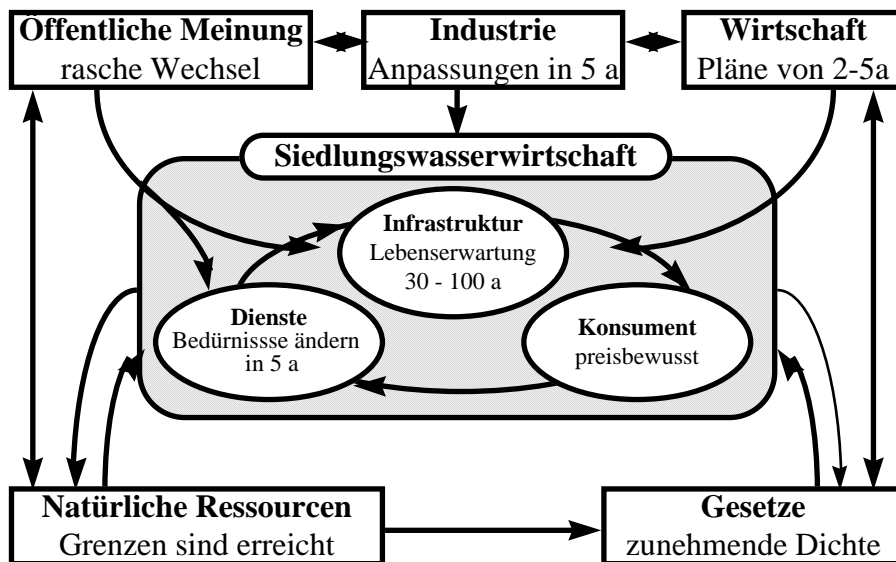 Öffentliche Meinung
rasche Wechsel
Industrie
Anpassungen in 5 a
Wirtschaft
Pläne von 2-5a
Siedlungswasserwirtschaft
Infrastruktur
Lebenserwartung
30 - 100 a
Dienste
Bedürnissse ändern
in 5 a
Konsument
preisbewusst
Natürliche Ressourcen
Grenzen sind erreicht
Gesetze
zunehmende Dichte